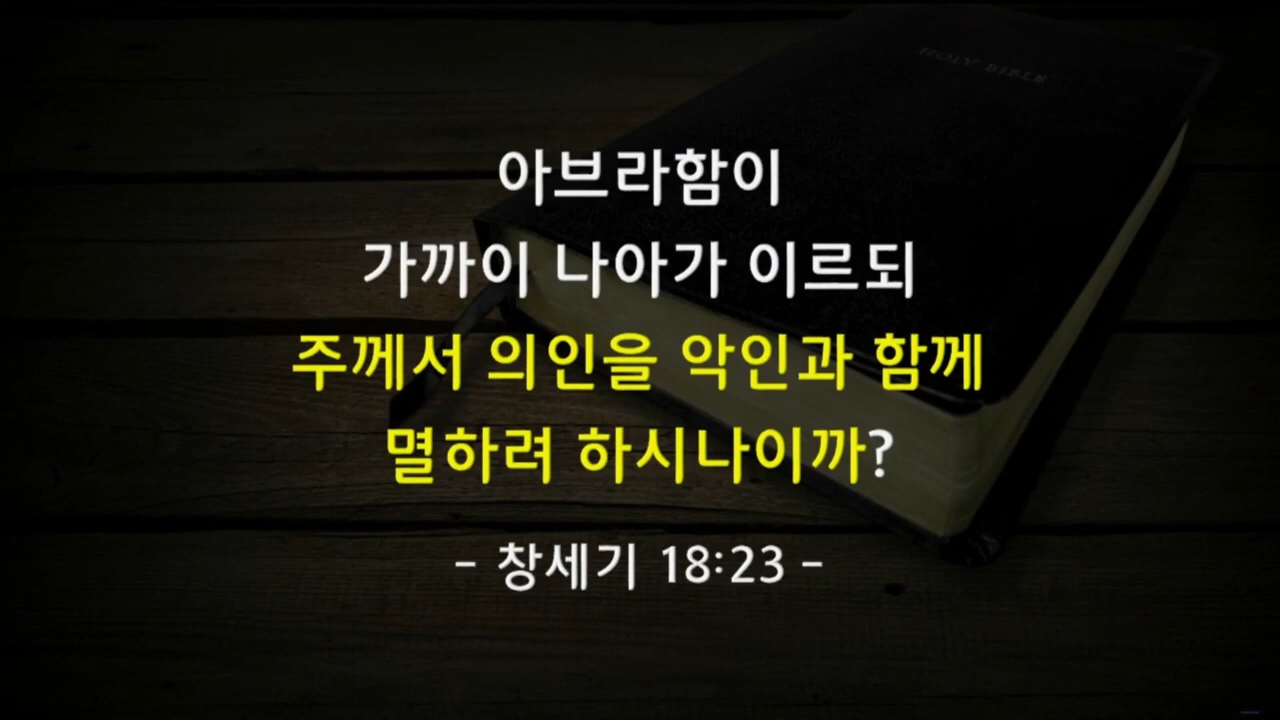 HOLY BIBLE
아브라함이
가까이 나아가 이르되
주께서 의인을 악인과 함께
멸하려 하시나이까?
- 창세기 18:23 -